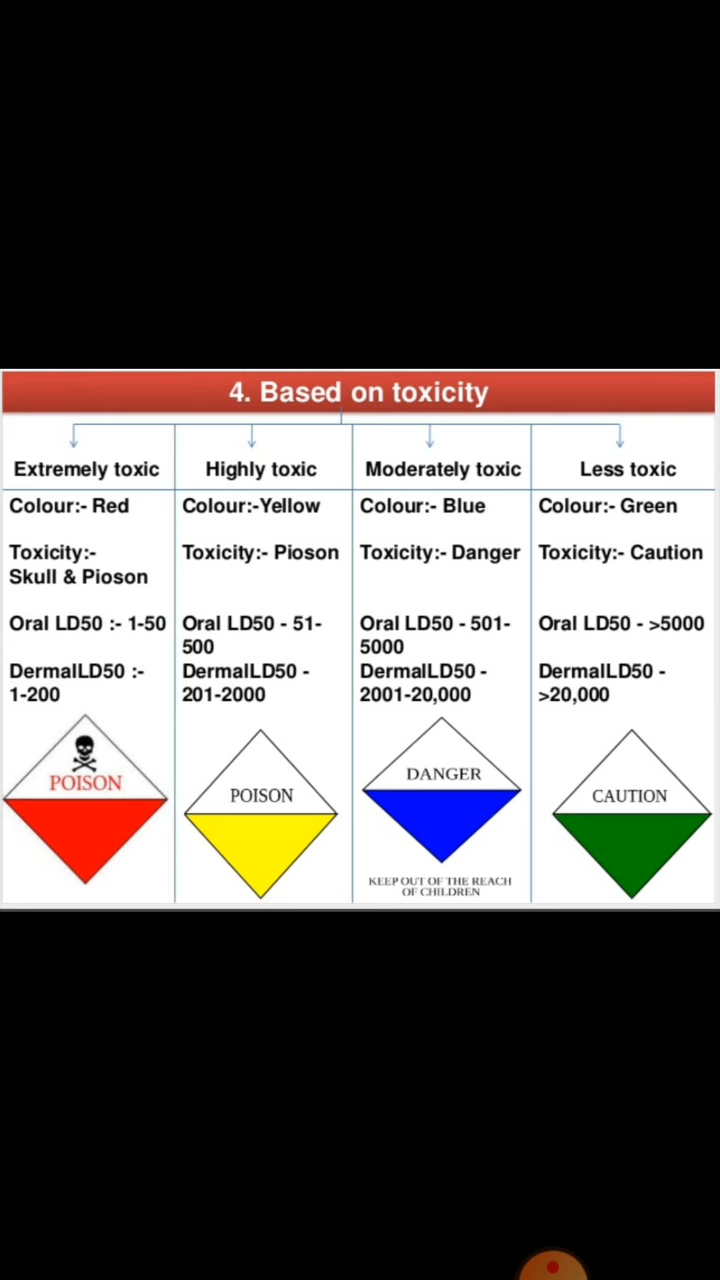 4. Based on toxicity
Extremely toxic
Colour:- Red
Toxicity:-
Skull & Pioson
Oral LD50 :- 1-50
DermalLD50 :-
1-200
POISON
Highly toxic
Colour:-Yellow
Toxicity:- Pioson
Oral LD50 - 51-
500
DermalLD50 -
201-2000
POISON
Moderately toxic
Colour:- Blue
Toxicity:- Danger
Oral LD50 - 501-
5000
DermalLD50 -
2001-20,000
DANGER
KEEP OUT OF THE REACH
OF CHILDREN
Less toxic
Colour:- Green
Toxicity:- Caution
Oral LD50 - >5000
DermalLD50 -
>20,000
CAUTION